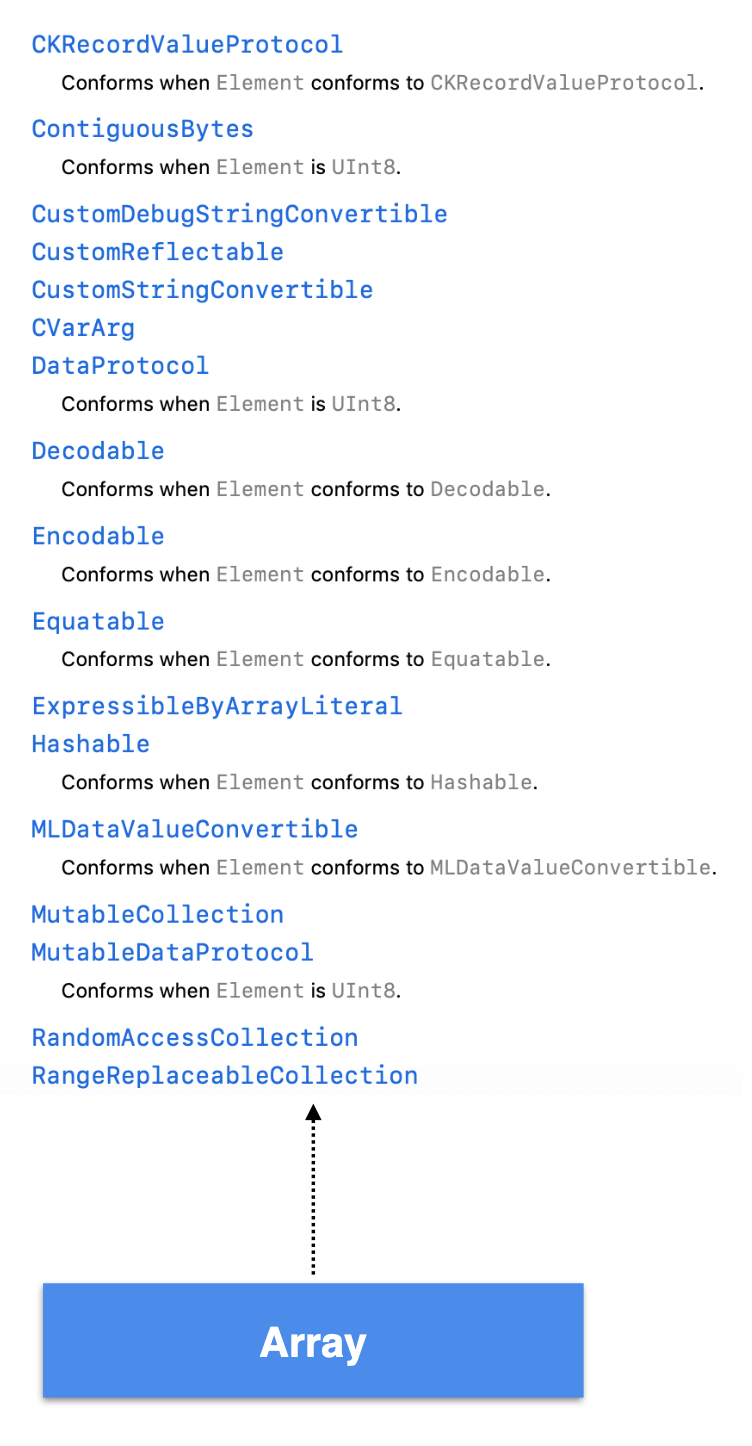 CKRecordValueProtocol
Conforms when Element conforms to CKRecordValueProtocol.
ContiguousBytes
Conforms when Element is UInt8.
CustomDebugStringConvertible
CustomReflectable
CustomStringConvertible
CVarArg
DataProtocol
Conforms when Element is UInt8.
Decodable
Conforms when Element conforms to Decodable.
Encodable
Conforms when Element conforms to Encodable.
Equatable
Conforms when Element conforms to Equatable.
ExpressibleByArrayLiteral
Hashable
Conforms when Element conforms to Hashable.
MLDataValueConvertible
Conforms when Element conforms to MLDataValueConvertible.
MutableCollection
MutableDataProtocol
Conforms when Element is UInt8.
RandomAccessCollection
RangeReplaceableCollection
Array